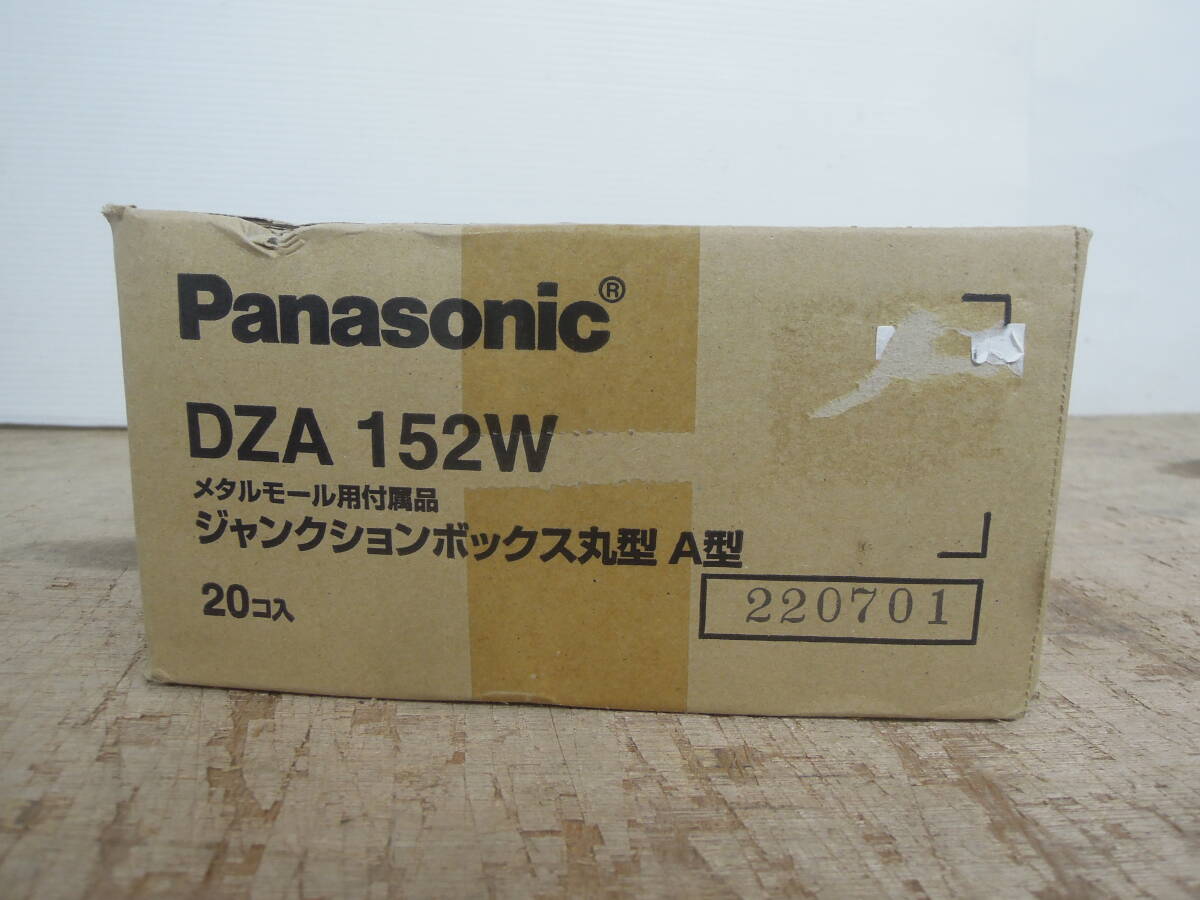 Panasonic®
DZA 152W
メタルモール用付属品
ジャンクションボックス丸型 A型
20コ入
220701